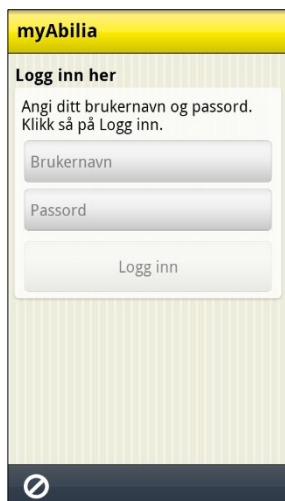 myAbilia
Logg inn her
Angi ditt brukernavn og passord.
Klikk så på Logg inn.
Brukernavn
Passord
Logg inn